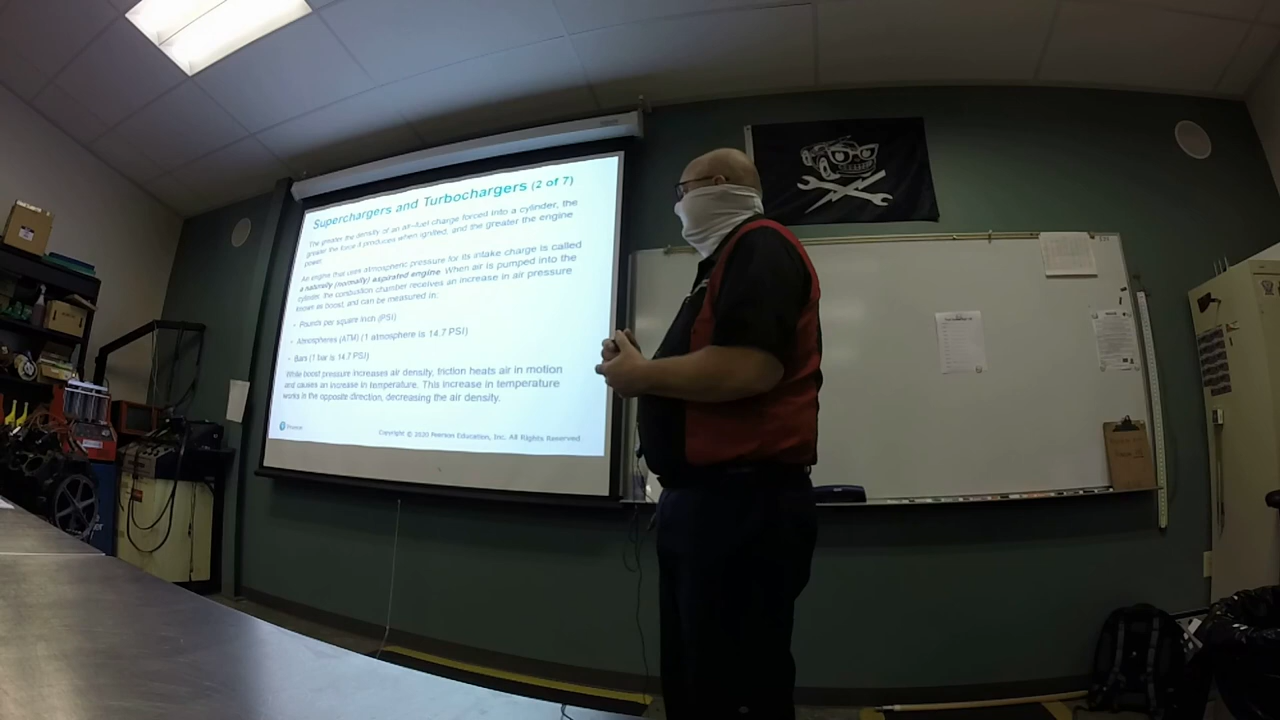 Superchargers and Turbochargers (2 of 7)
The greater the density of an air–fuel charge forced into a cylinder, the
greater the force it produces when ignited, and the greater the engine
power.
An engine that uses atmospheric pressure for its intake charge is called
a naturally (normally) aspirated engine. When air is pumped into the
cylinder, the combustion chamber receives an increase in air pressure
known as boost, and can be measured in:
- Pounds per square inch (PSI)
- Atmospheres (ATM) (1 atmosphere is 14.7 PSI)
- Bars (1 bar is 14.7 PSI)
While boost pressure increases air density, friction heats air in motion
and causes an increase in temperature. This increase in temperature
works in the opposite direction, decreasing the air density.
Pearson
Copyright © 2020 Pearson Education, Inc. All Rights Reserved